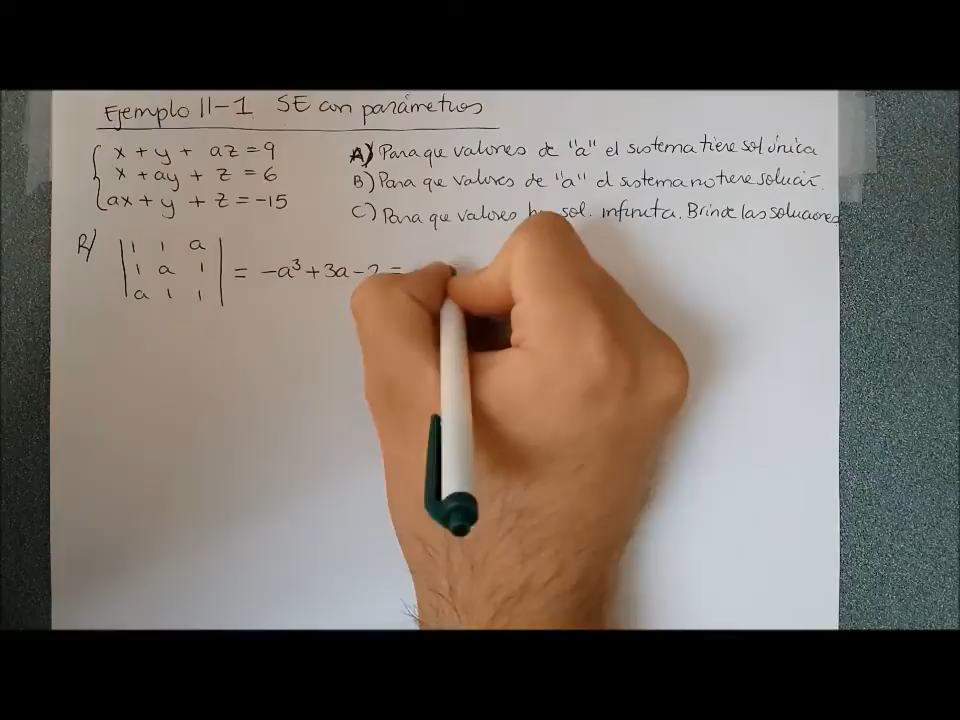 Ejemplo 11-1 SE con parámetros
x + y + az = 9
x + ay + z = 6
ax + y + z = -15
A) Para que valores de "a" el sistema tiene sol única
B) Para que valores de "a" el sistema no tiene solución.
C) Para que valores sol. infinita. Brinde las soluciones
R/
1 1 a
1 a 1 = -a³ + 3a - 2 =
a 1 1